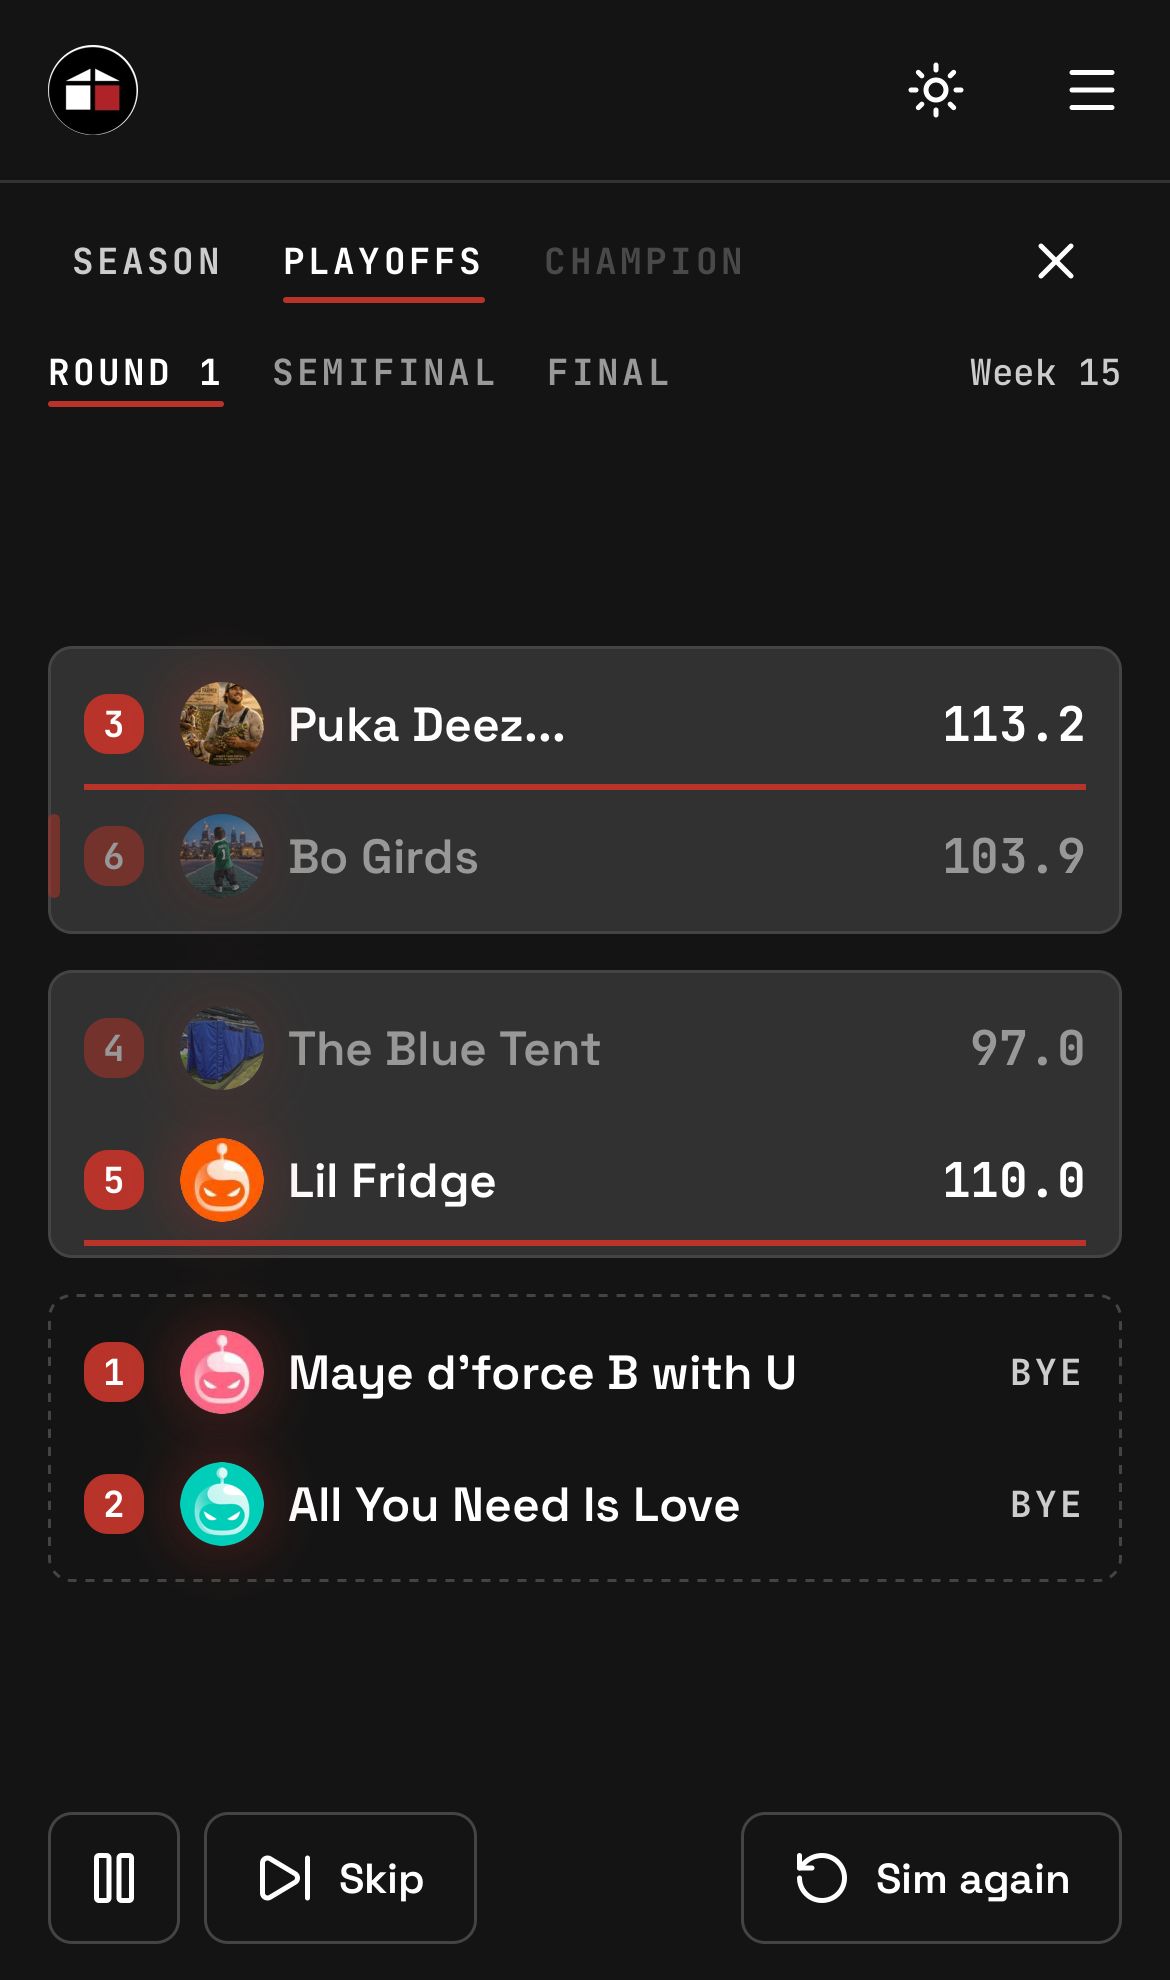 SEASON PLAYOFFS CHAMPION
ROUND 1 SEMIFINAL FINAL Week 15
3 Puka Deez... 113.2
6 Bo Girds 103.9
4 The Blue Tent 97.0
5 Lil Fridge 110.0
1 Maye d'force B with U BYE
2 All You Need Is Love BYE
Skip Sim again